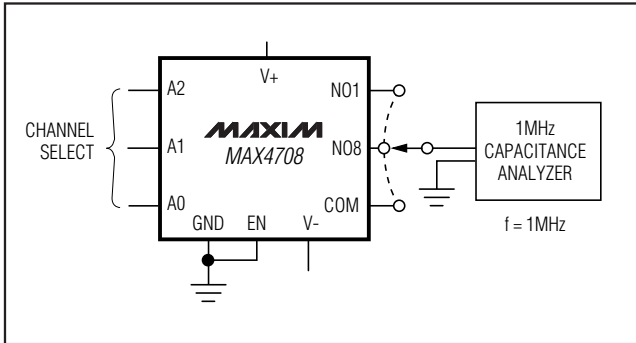 V+
A2
NO1
CHANNEL
SELECT
A1
MAXIM
MAX4708
NO8
1MHz
CAPACITANCE
ANALYZER
A0
COM
GND
EN
V-
f = 1MHz